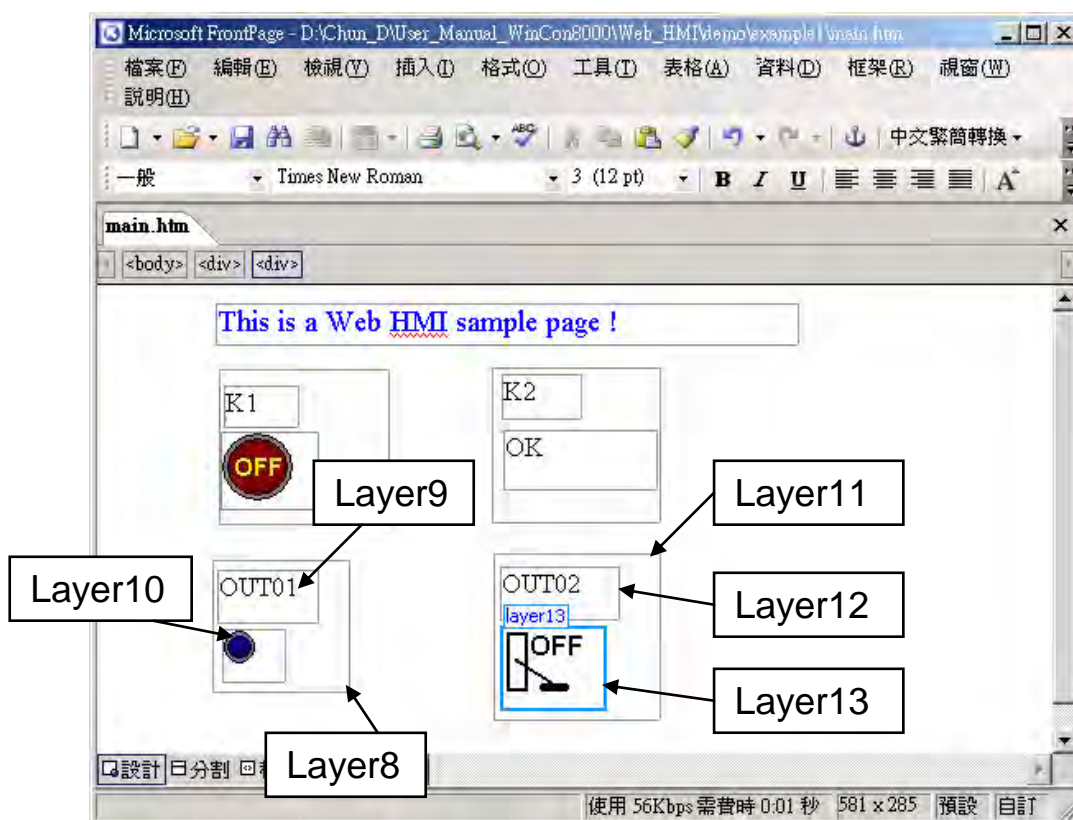 Microsoft FrontPage - D:\Chun_D\User_Manual_WinCon8000\Web_HMI\demo\example1\main.htm
檔案(F) 編輯(E) 檢視(V) 插入(I) 格式(O) 工具(T) 表格(A) 資料(D) 框架(R) 視窗(W)
說明(H)
ABC 中文繁簡轉換
一般 Times New Roman 3 (12 pt) B I U A
main.htm
<body> <div> <div>
This is a Web HMI sample page !
K1
K2
OFF
OK
Layer9
Layer11
Layer10
OUT01
OUT02
Layer12
layer13
OFF
Layer13
Layer8
設計 分割
使用 56Kbps 需費時 0:01 秒 581 x 285 預設 自訂